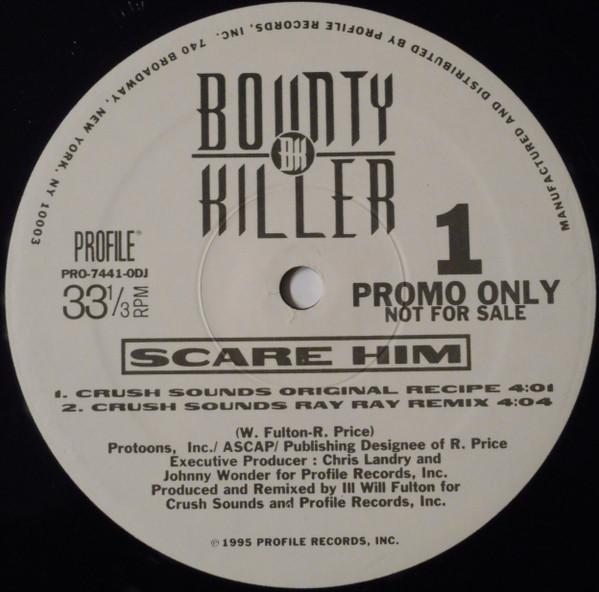 MANUFACTURED AND DISTRIBUTED BY PROFILE RECORDS, INC. 740 BROADWAY, NEW YORK, NY 10003
BOUNTY
BK
KILLER
PROFILE®
PRO-7441-0DJ
33 1/3 RPM
1
PROMO ONLY
NOT FOR SALE
SCARE HIM
1. CRUSH SOUNDS ORIGINAL RECIPE 4:01
2. CRUSH SOUNDS RAY RAY REMIX 4:04
(W. Fulton-R. Price)
Protoons, Inc./ ASCAP/ Publishing Designee of R. Price
Executive Producer : Chris Landry and
Johnny Wonder for Profile Records, Inc.
Produced and Remixed by Ill Will Fulton for
Crush Sounds and Profile Records, Inc.
℗ 1995 PROFILE RECORDS, INC.